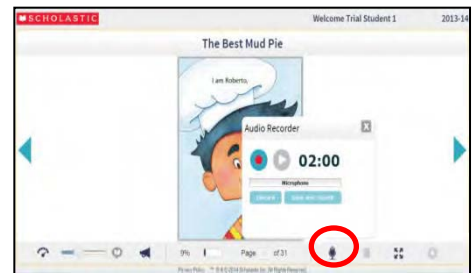 SCHOLASTIC
Welcome Trial Student 1
2013-14
The Best Mud Pie
I am Roberto.
Audio Recorder
02:00
Microphone
9%
Page
of 31